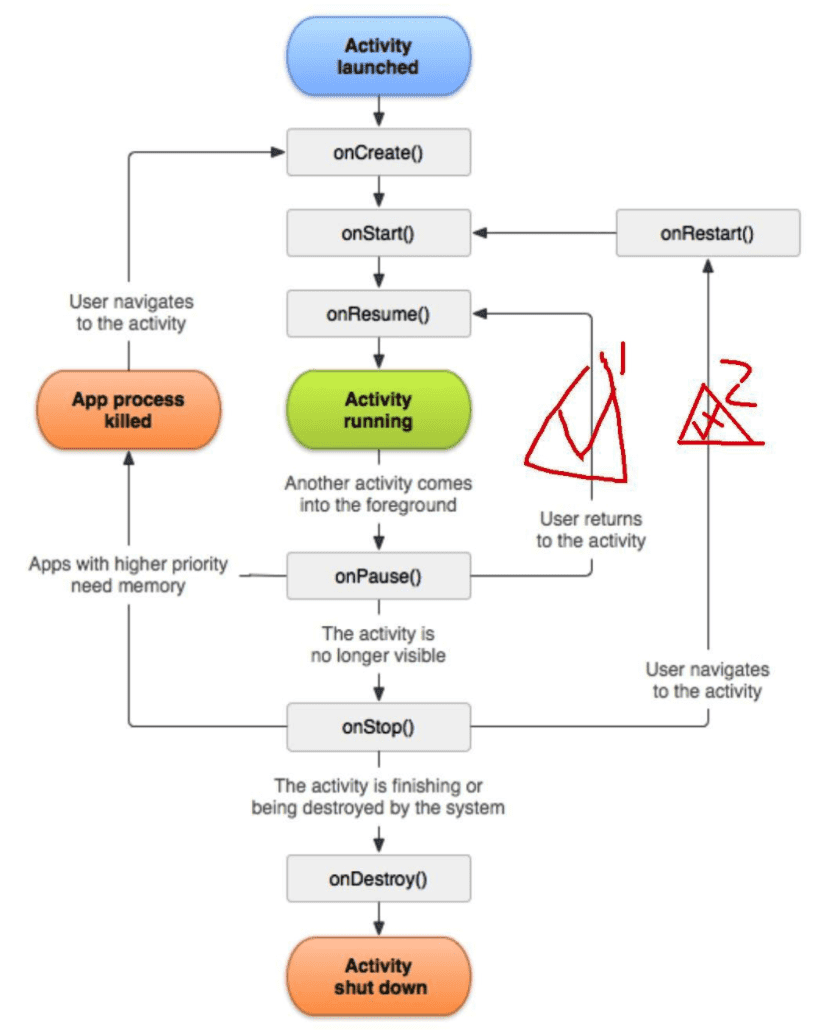 Activity
launched
onCreate()
onStart()
onRestart()
User navigates
to the activity
onResume()
1
2
App process
killed
Activity
running
Another activity comes
into the foreground
User returns
to the activity
Apps with higher priority
need memory
onPause()
The activity is
no longer visible
User navigates
to the activity
onStop()
The activity is finishing or
being destroyed by the system
onDestroy()
Activity
shut down